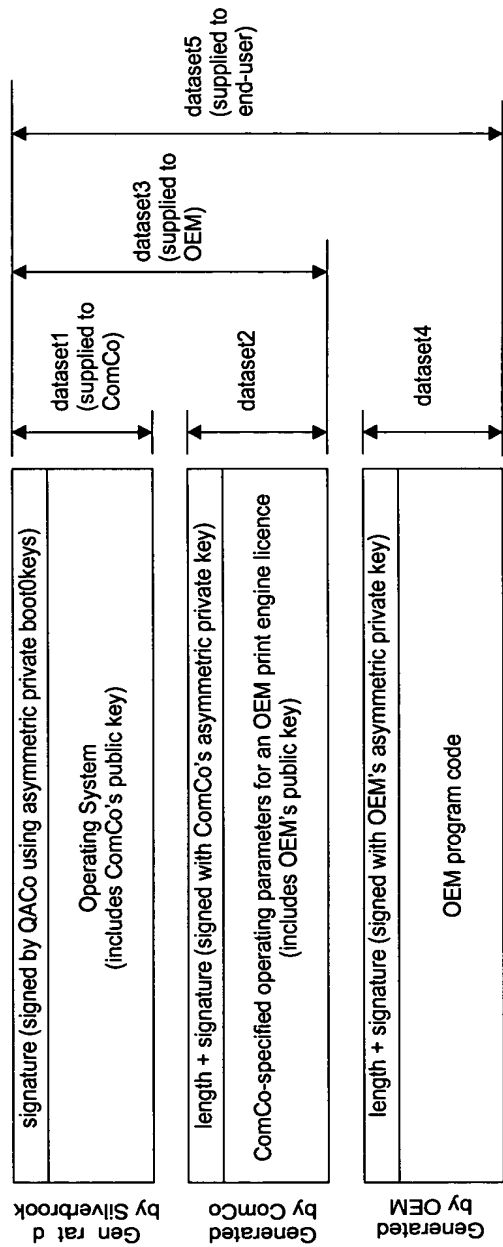 Gen rat d
by Silverbrook
signature (signed by QACo using asymmetric private boot0keys)
Operating System
(includes ComCo's public key)
dataset1
(supplied to
ComCo)
Generated
by ComCo
length + signature (signed with ComCo's asymmetric private key)
ComCo-specified operating parameters for an OEM print engine licence
(includes OEM's public key)
dataset2
dataset3
(supplied to
OEM)
Generated
by OEM
length + signature (signed with OEM's asymmetric private key)
OEM program code
dataset4
dataset5
(supplied to
end-user)